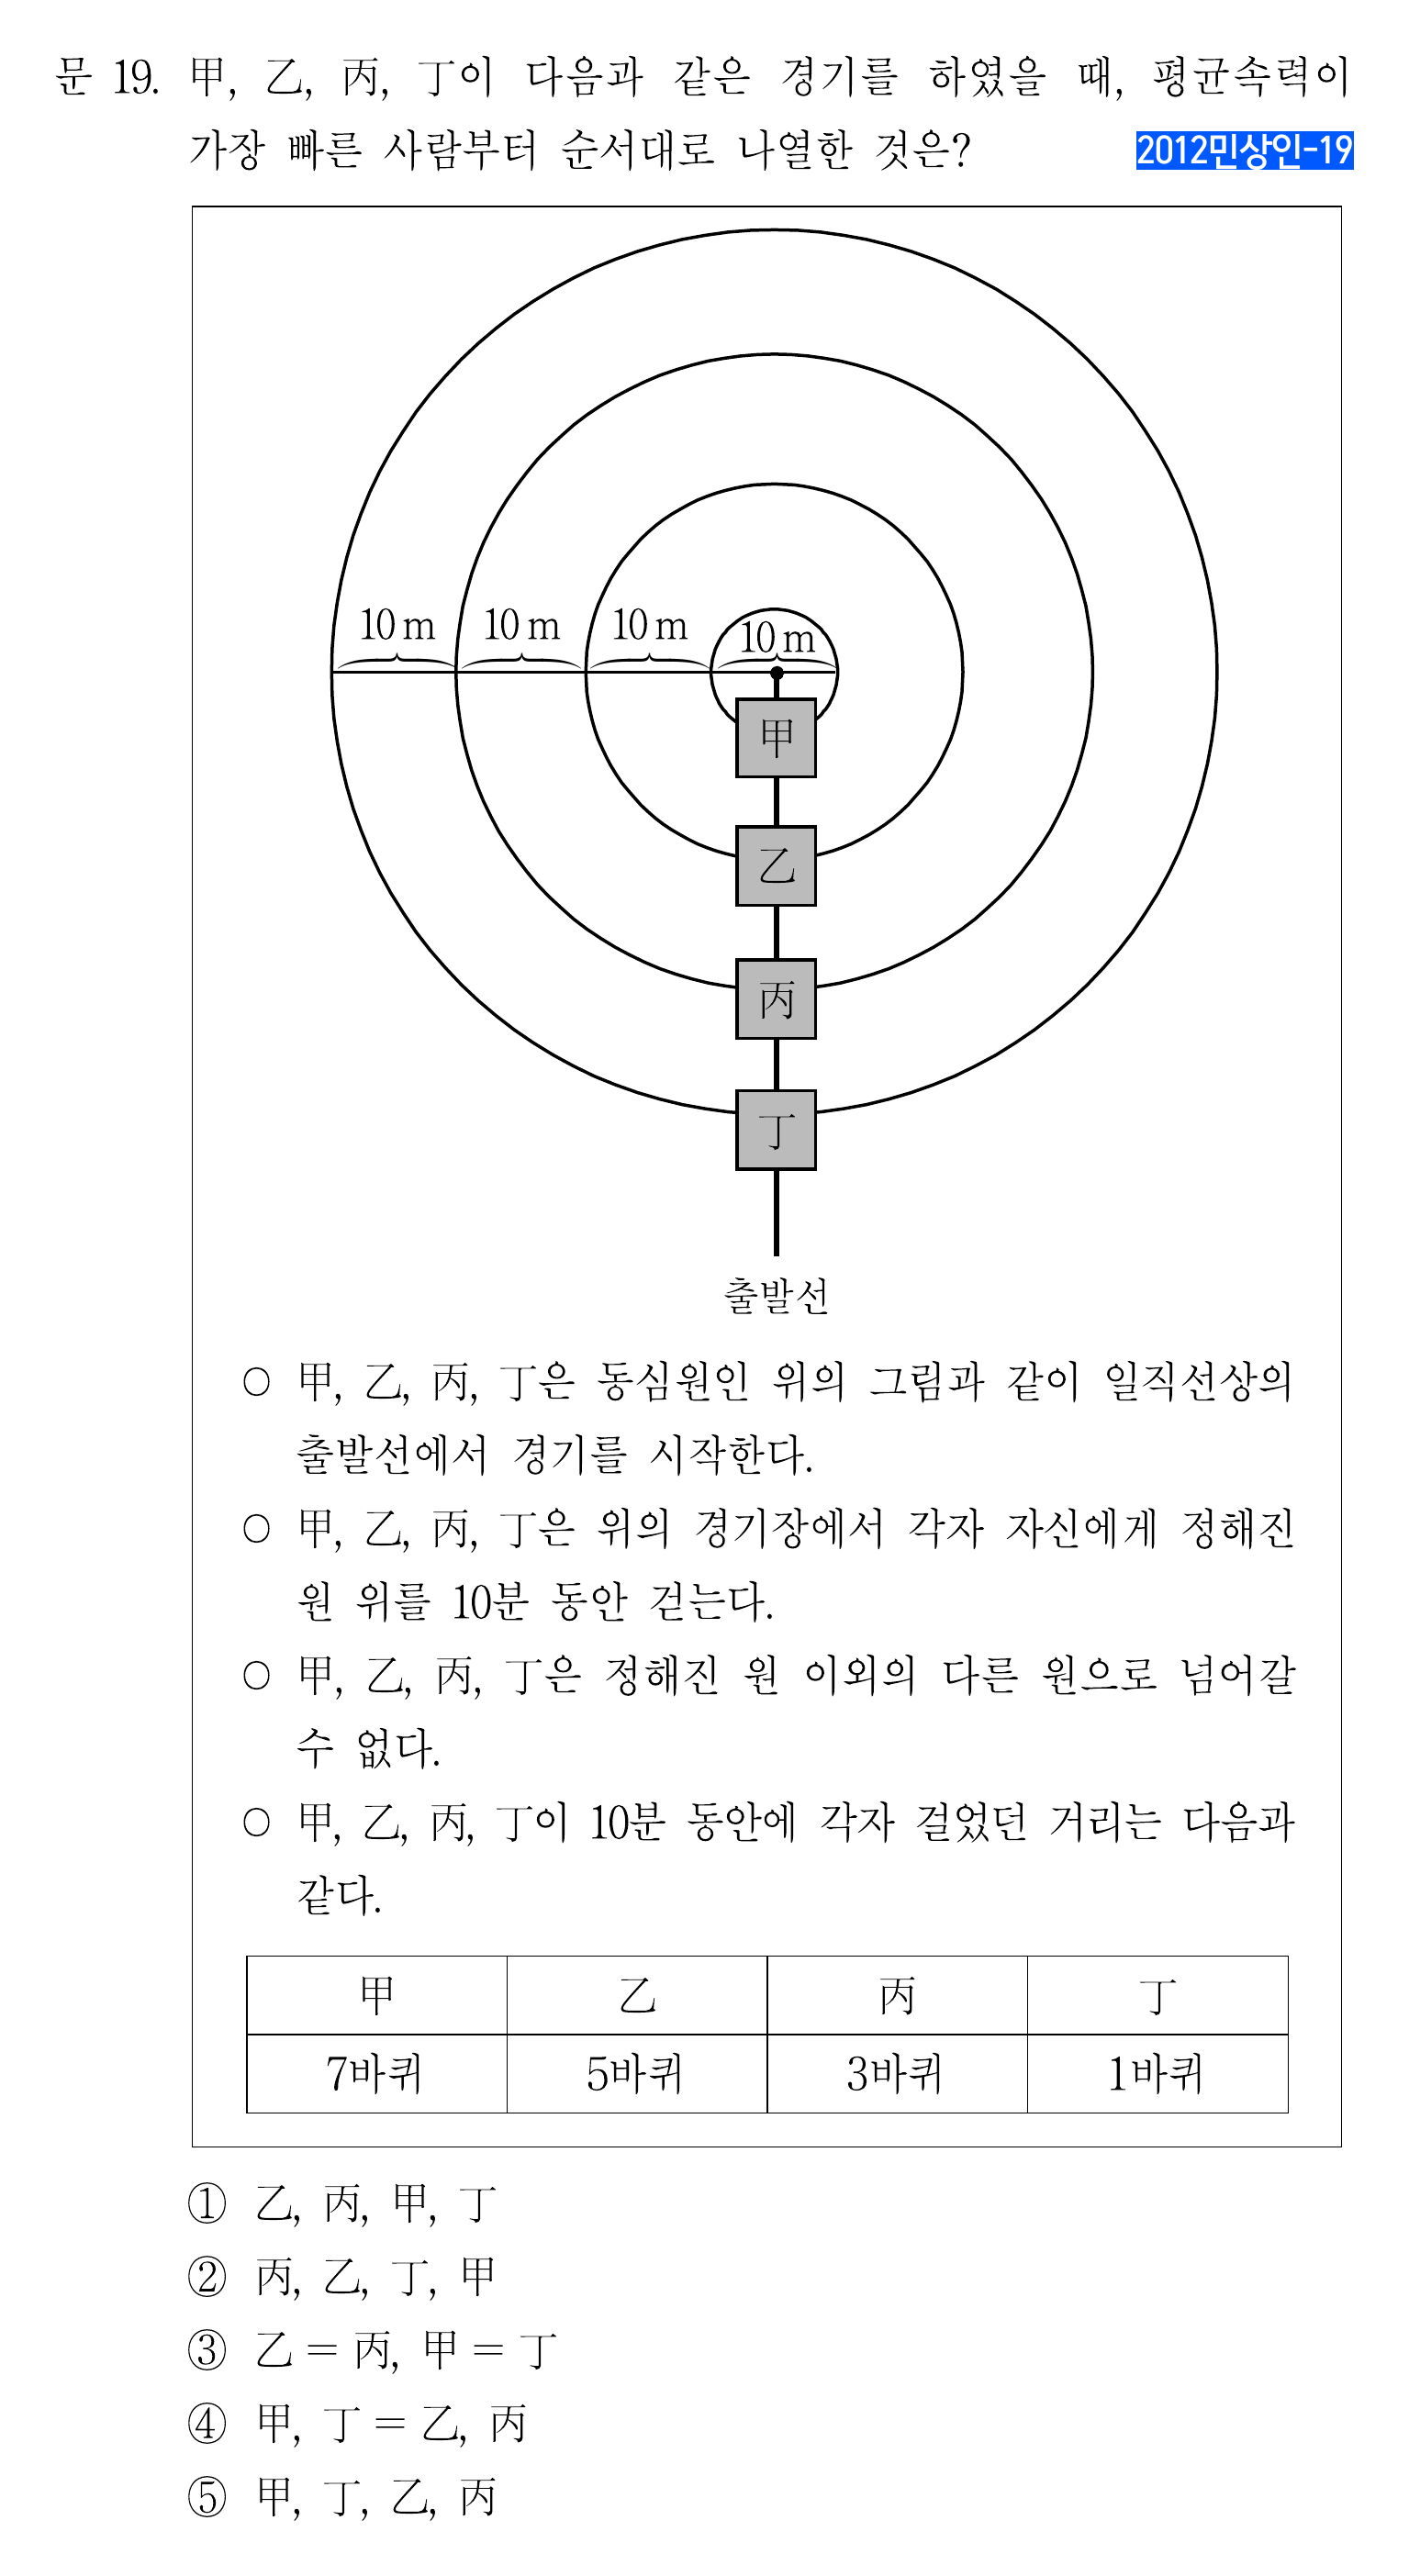 문 19. 甲, 乙, 丙, 丁이 다음과 같은 경기를 하였을 때, 평균속력이
가장 빠른 사람부터 순서대로 나열한 것은?
2012민상인-19
10 m
10 m
10 m
10 m
甲
乙
丙
丁
출발선
○ 甲, 乙, 丙, 丁은 동심원인 위의 그림과 같이 일직선상의
출발선에서 경기를 시작한다.
○ 甲, 乙, 丙, 丁은 위의 경기장에서 각자 자신에게 정해진
원 위를 10분 동안 걷는다.
○ 甲, 乙, 丙, 丁은 정해진 원 이외의 다른 원으로 넘어갈
수 없다.
○ 甲, 乙, 丙, 丁이 10분 동안에 각자 걸었던 거리는 다음과
같다.
甲 乙 丙 丁
7바퀴 5바퀴 3바퀴 1바퀴
① 乙, 丙, 甲, 丁
② 丙, 乙, 丁, 甲
③ 乙 = 丙, 甲 = 丁
④ 甲, 丁 = 乙, 丙
⑤ 甲, 丁, 乙, 丙